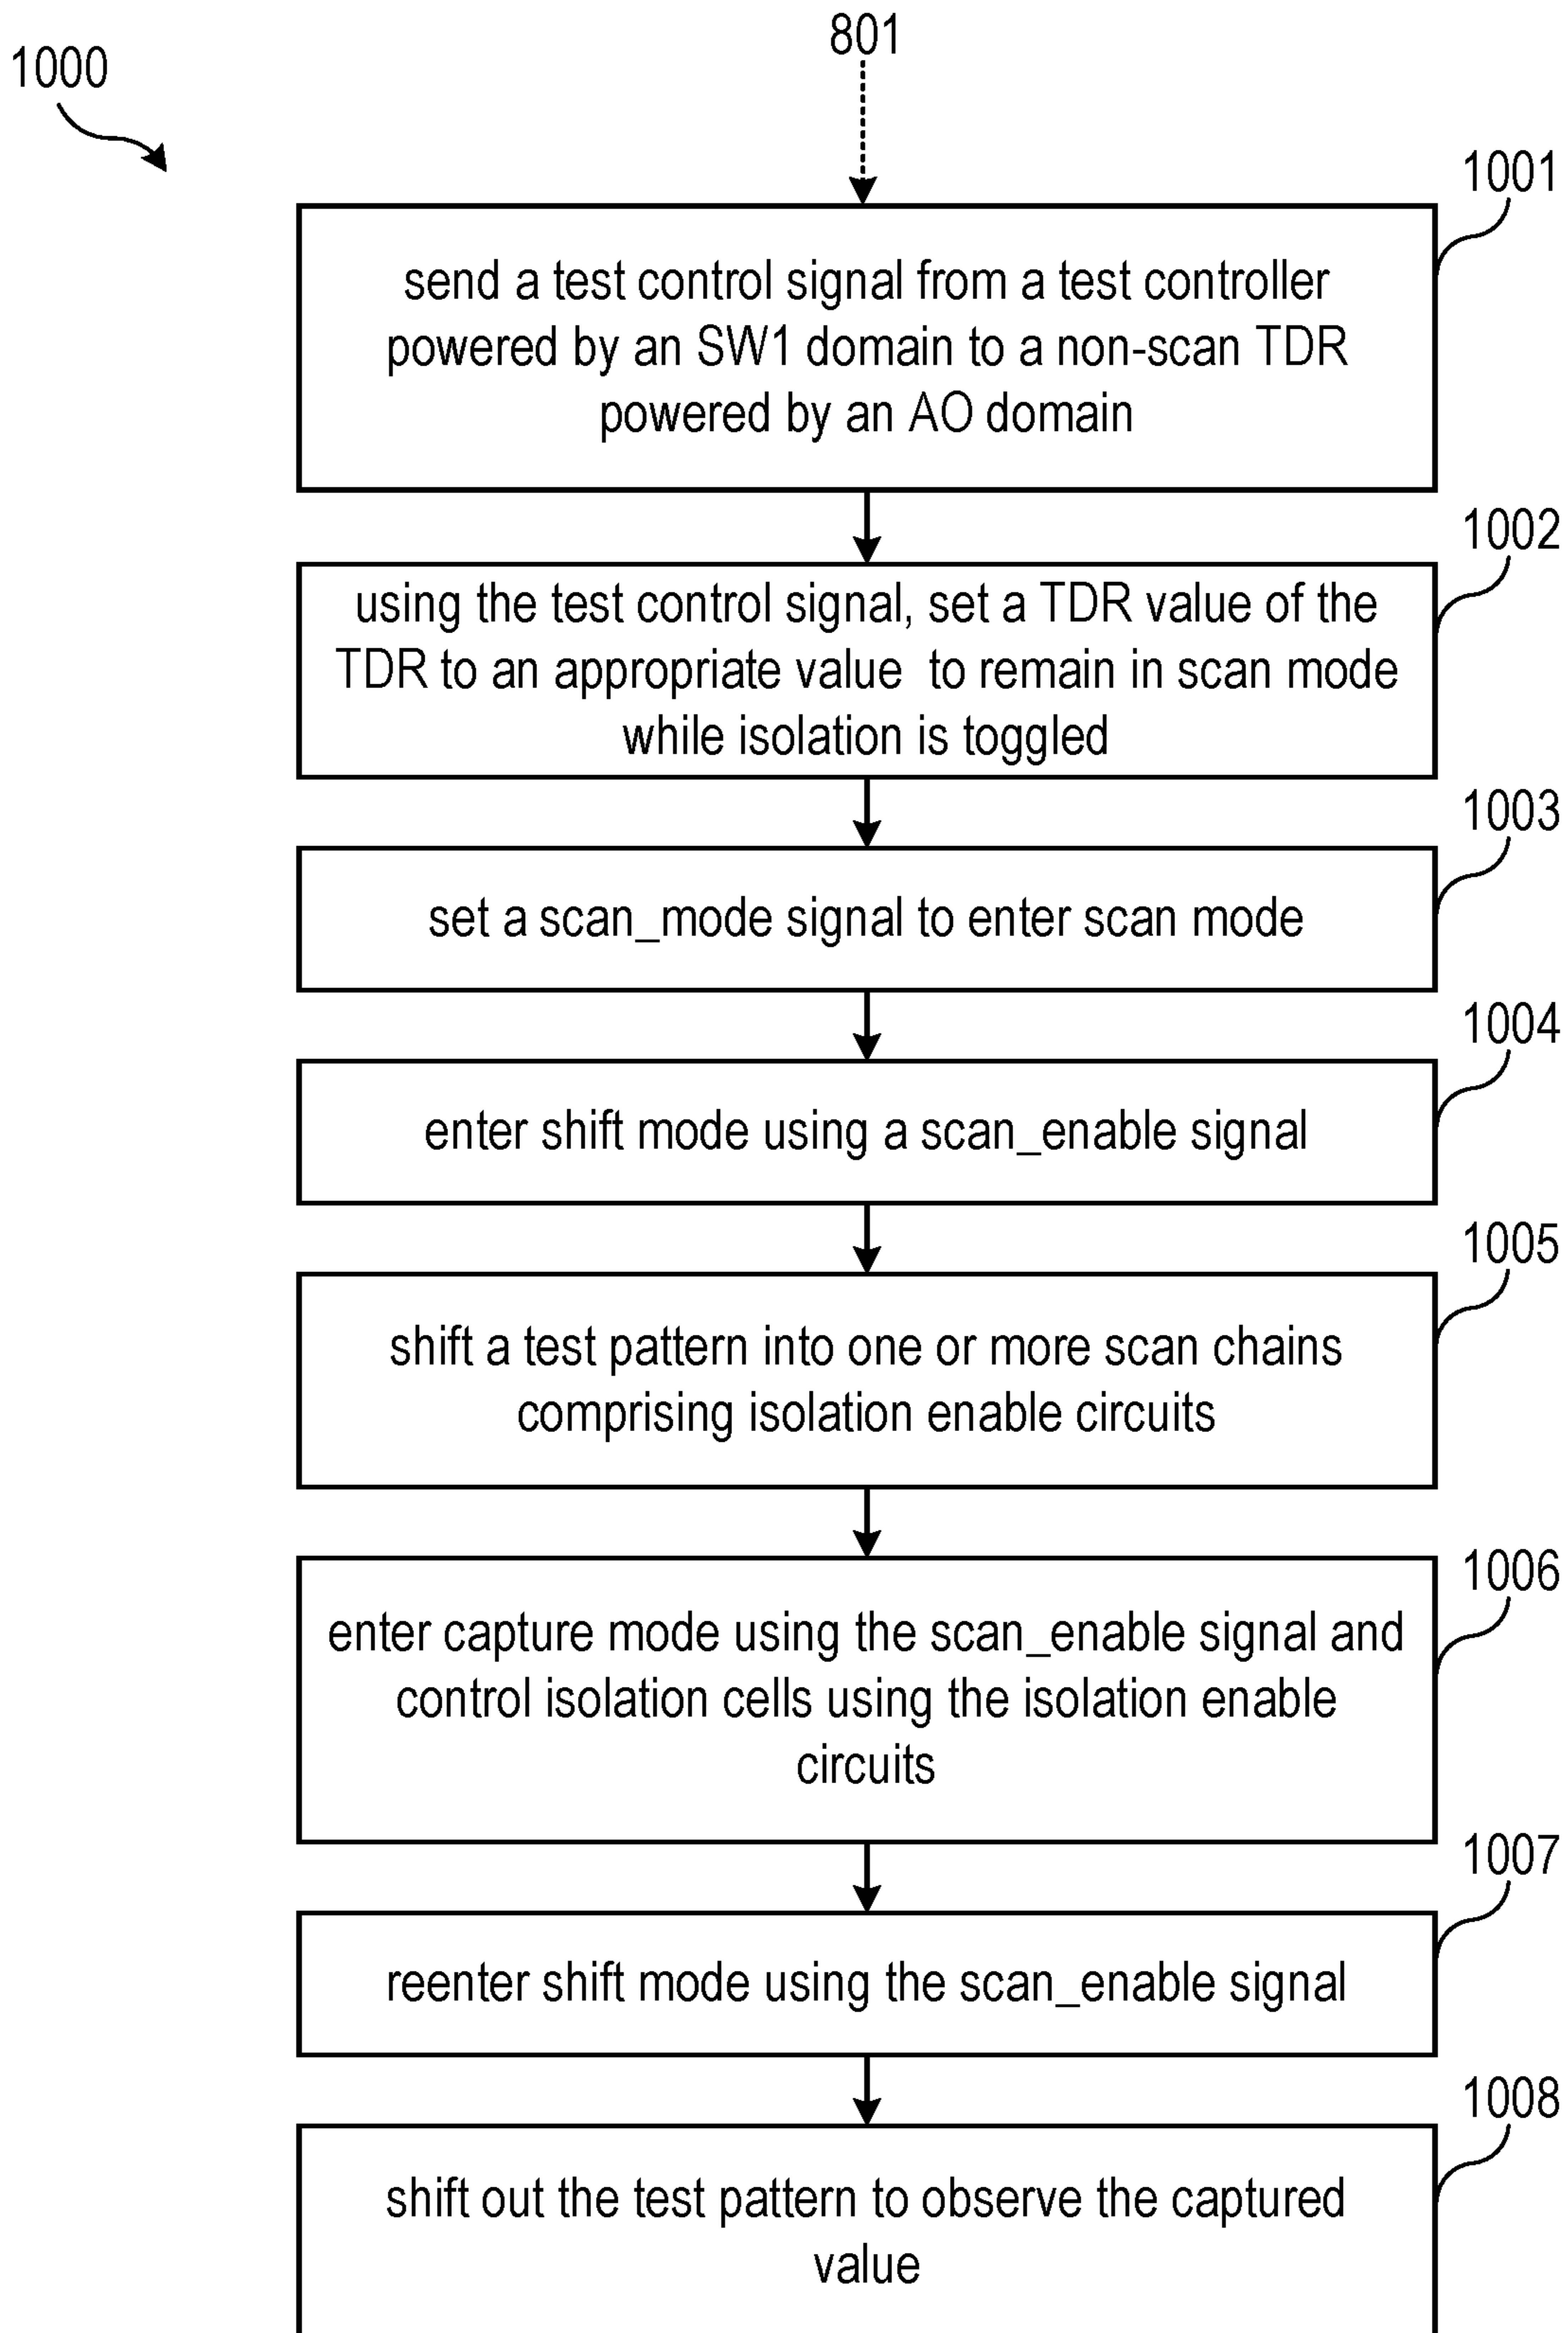 801
1000
1001
send a test control signal from a test controller
powered by an SW1 domain to a non-scan TDR
powered by an AO domain
1002
using the test control signal, set a TDR value of the
TDR to an appropriate value to remain in scan mode
while isolation is toggled
1003
set a scan_mode signal to enter scan mode
1004
enter shift mode using a scan_enable signal
1005
shift a test pattern into one or more scan chains
comprising isolation enable circuits
1006
enter capture mode using the scan_enable signal and
control isolation cells using the isolation enable
circuits
1007
reenter shift mode using the scan_enable signal
1008
shift out the test pattern to observe the captured
value